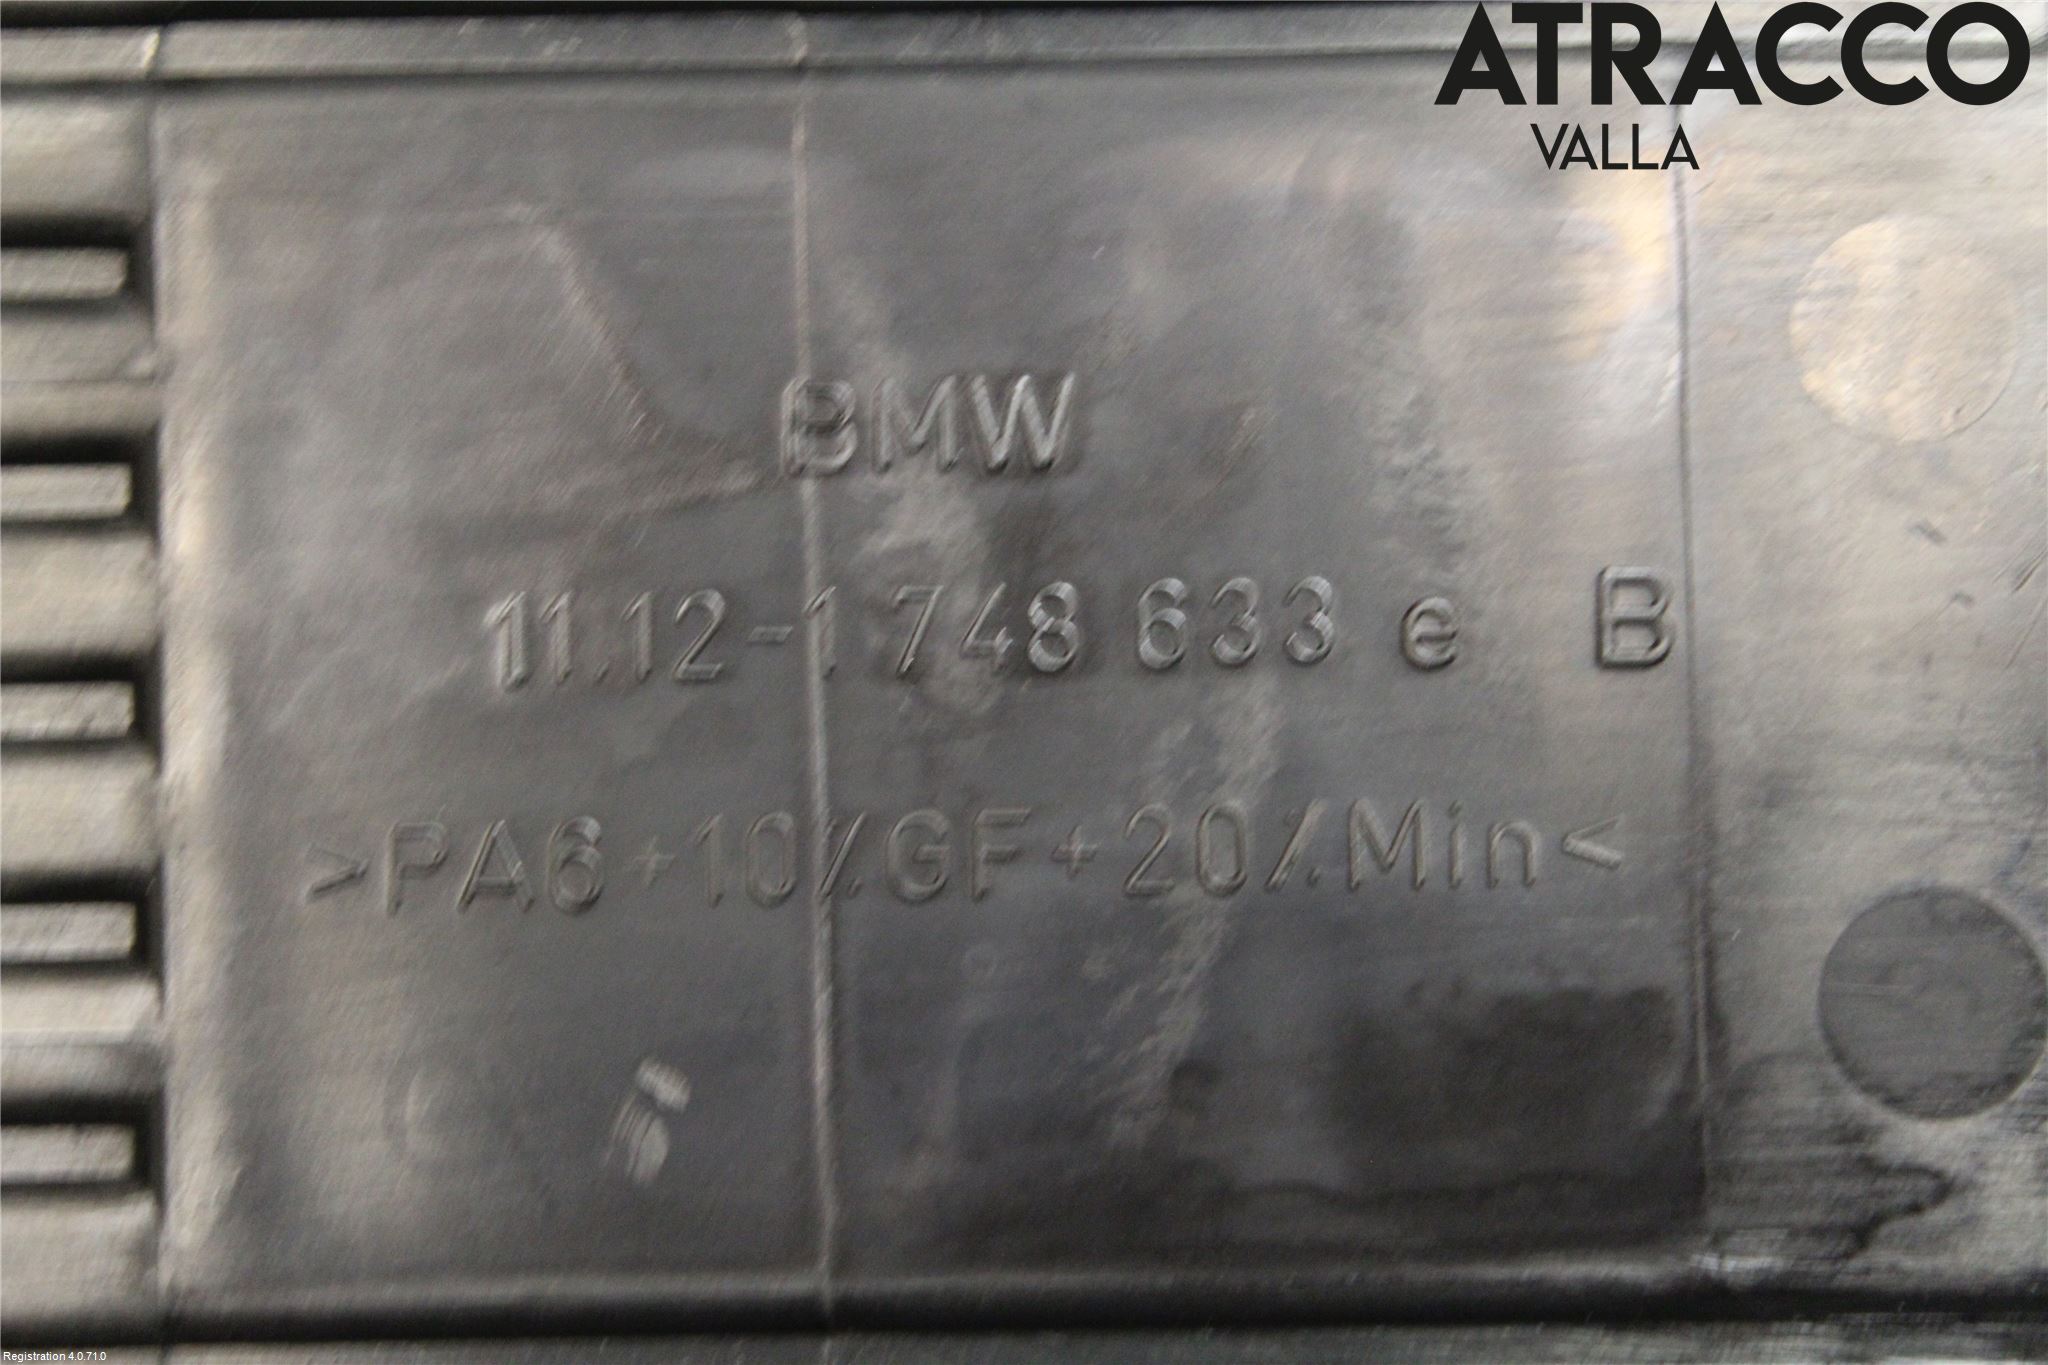 ATRACCO
VALLA
BMW
11.12-1 748 633 e B
>PA6+10%GF+20%Min<
Registration 4.0.71.0